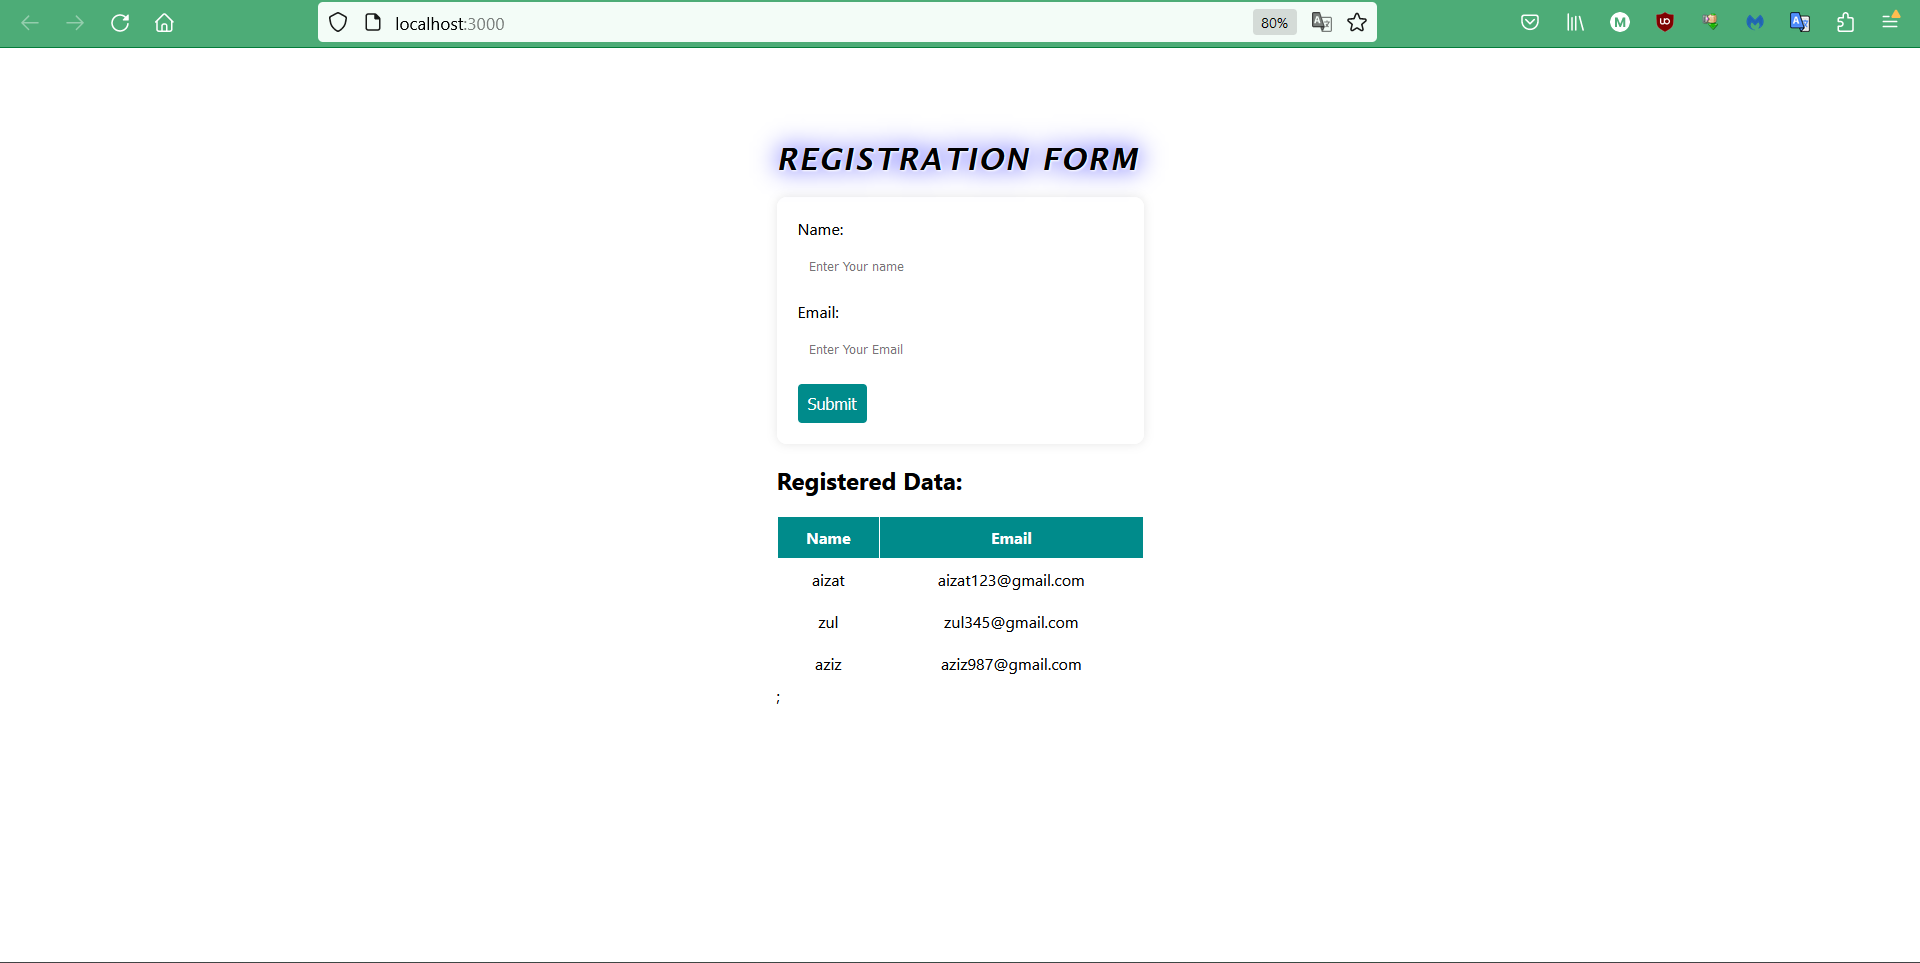 localhost:3000
80%
REGISTRATION FORM
Name:
Enter Your name
Email:
Enter Your Email
Submit
Registered Data:
Name Email
aizat aizat123@gmail.com
zul zul345@gmail.com
aziz aziz987@gmail.com
;